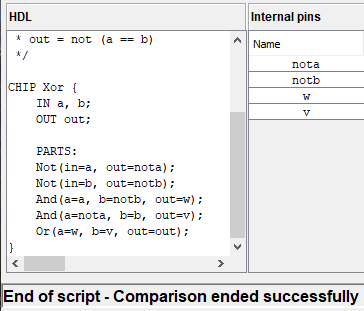 HDL
 * out = not (a == b)
 */
CHIP Xor {
    IN a, b;
    OUT out;
    PARTS:
    Not(in=a, out=nota);
    Not(in=b, out=notb);
    And(a=a, b=notb, out=w);
    And(a=nota, b=b, out=v);
    Or(a=w, b=v, out=out);
}
Internal pins
Name
nota
notb
w
v
End of script - Comparison ended successfully